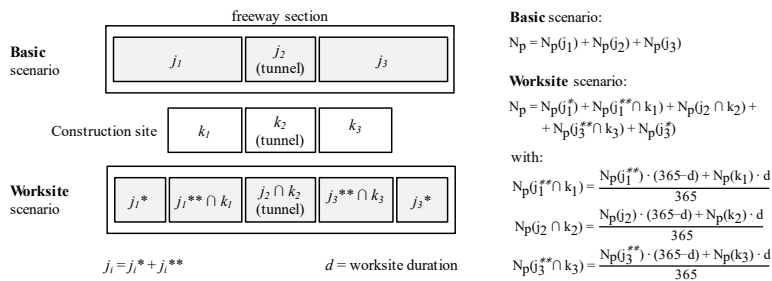 freeway section
Basic
scenario
j₁
j₂
(tunnel)
j₃
Construction site
k₁
k₂
(tunnel)
k₃
Worksite
scenario
j₁*
j₁** ∩ k₁
j₂ ∩ k₂
(tunnel)
j₃** ∩ k₃
j₃*
jᵢ = jᵢ* + jᵢ**
d = worksite duration
Basic scenario:
Nₚ = Nₚ(j₁) + Nₚ(j₂) + Nₚ(j₃)
Worksite scenario:
Nₚ = Nₚ(j₁*) + Nₚ(j₁** ∩ k₁) + Nₚ(j₂ ∩ k₂) +
+ Nₚ(j₃** ∩ k₃) + Nₚ(j₃*)
with:
Nₚ(j₁** ∩ k₁) = Nₚ(j₁**) · (365–d) + Nₚ(k₁) · d
365
Nₚ(j₂ ∩ k₂) = Nₚ(j₂) · (365–d) + Nₚ(k₂) · d
365
Nₚ(j₃** ∩ k₃) = Nₚ(j₃**) · (365–d) + Nₚ(k₃) · d
365